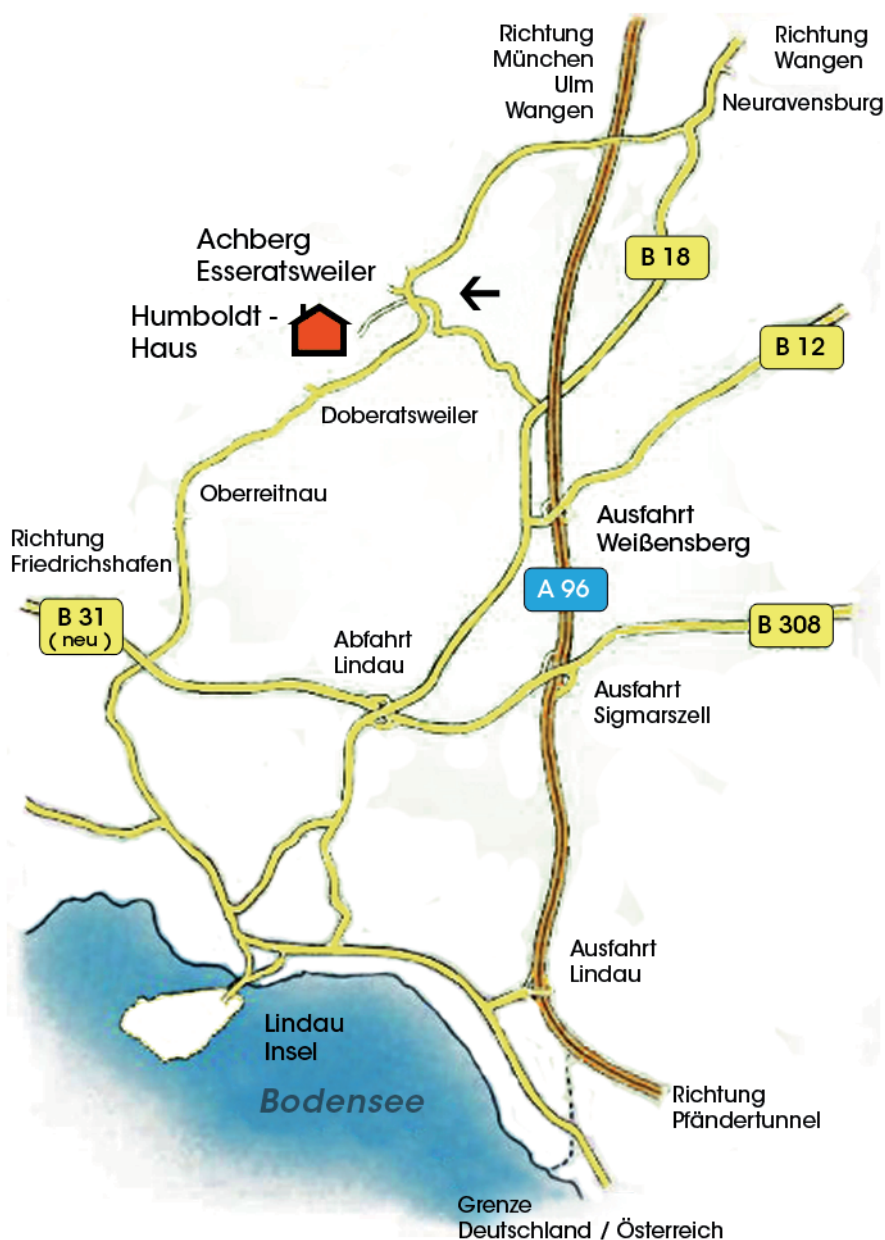 Richtung
München
Ulm
Wangen
Richtung
Wangen
Neuravensburg
Achberg
Esseratsweiler
B 18
Humboldt -
Haus
B 12
Doberatsweiler
Oberreitnau
Ausfahrt
Weißensberg
Richtung
Friedrichshafen
A 96
B 31
( neu )
B 308
Abfahrt
Lindau
Ausfahrt
Sigmarszell
Ausfahrt
Lindau
Lindau
Insel
Bodensee
Richtung
Pfändertunnel
Grenze
Deutschland / Österreich